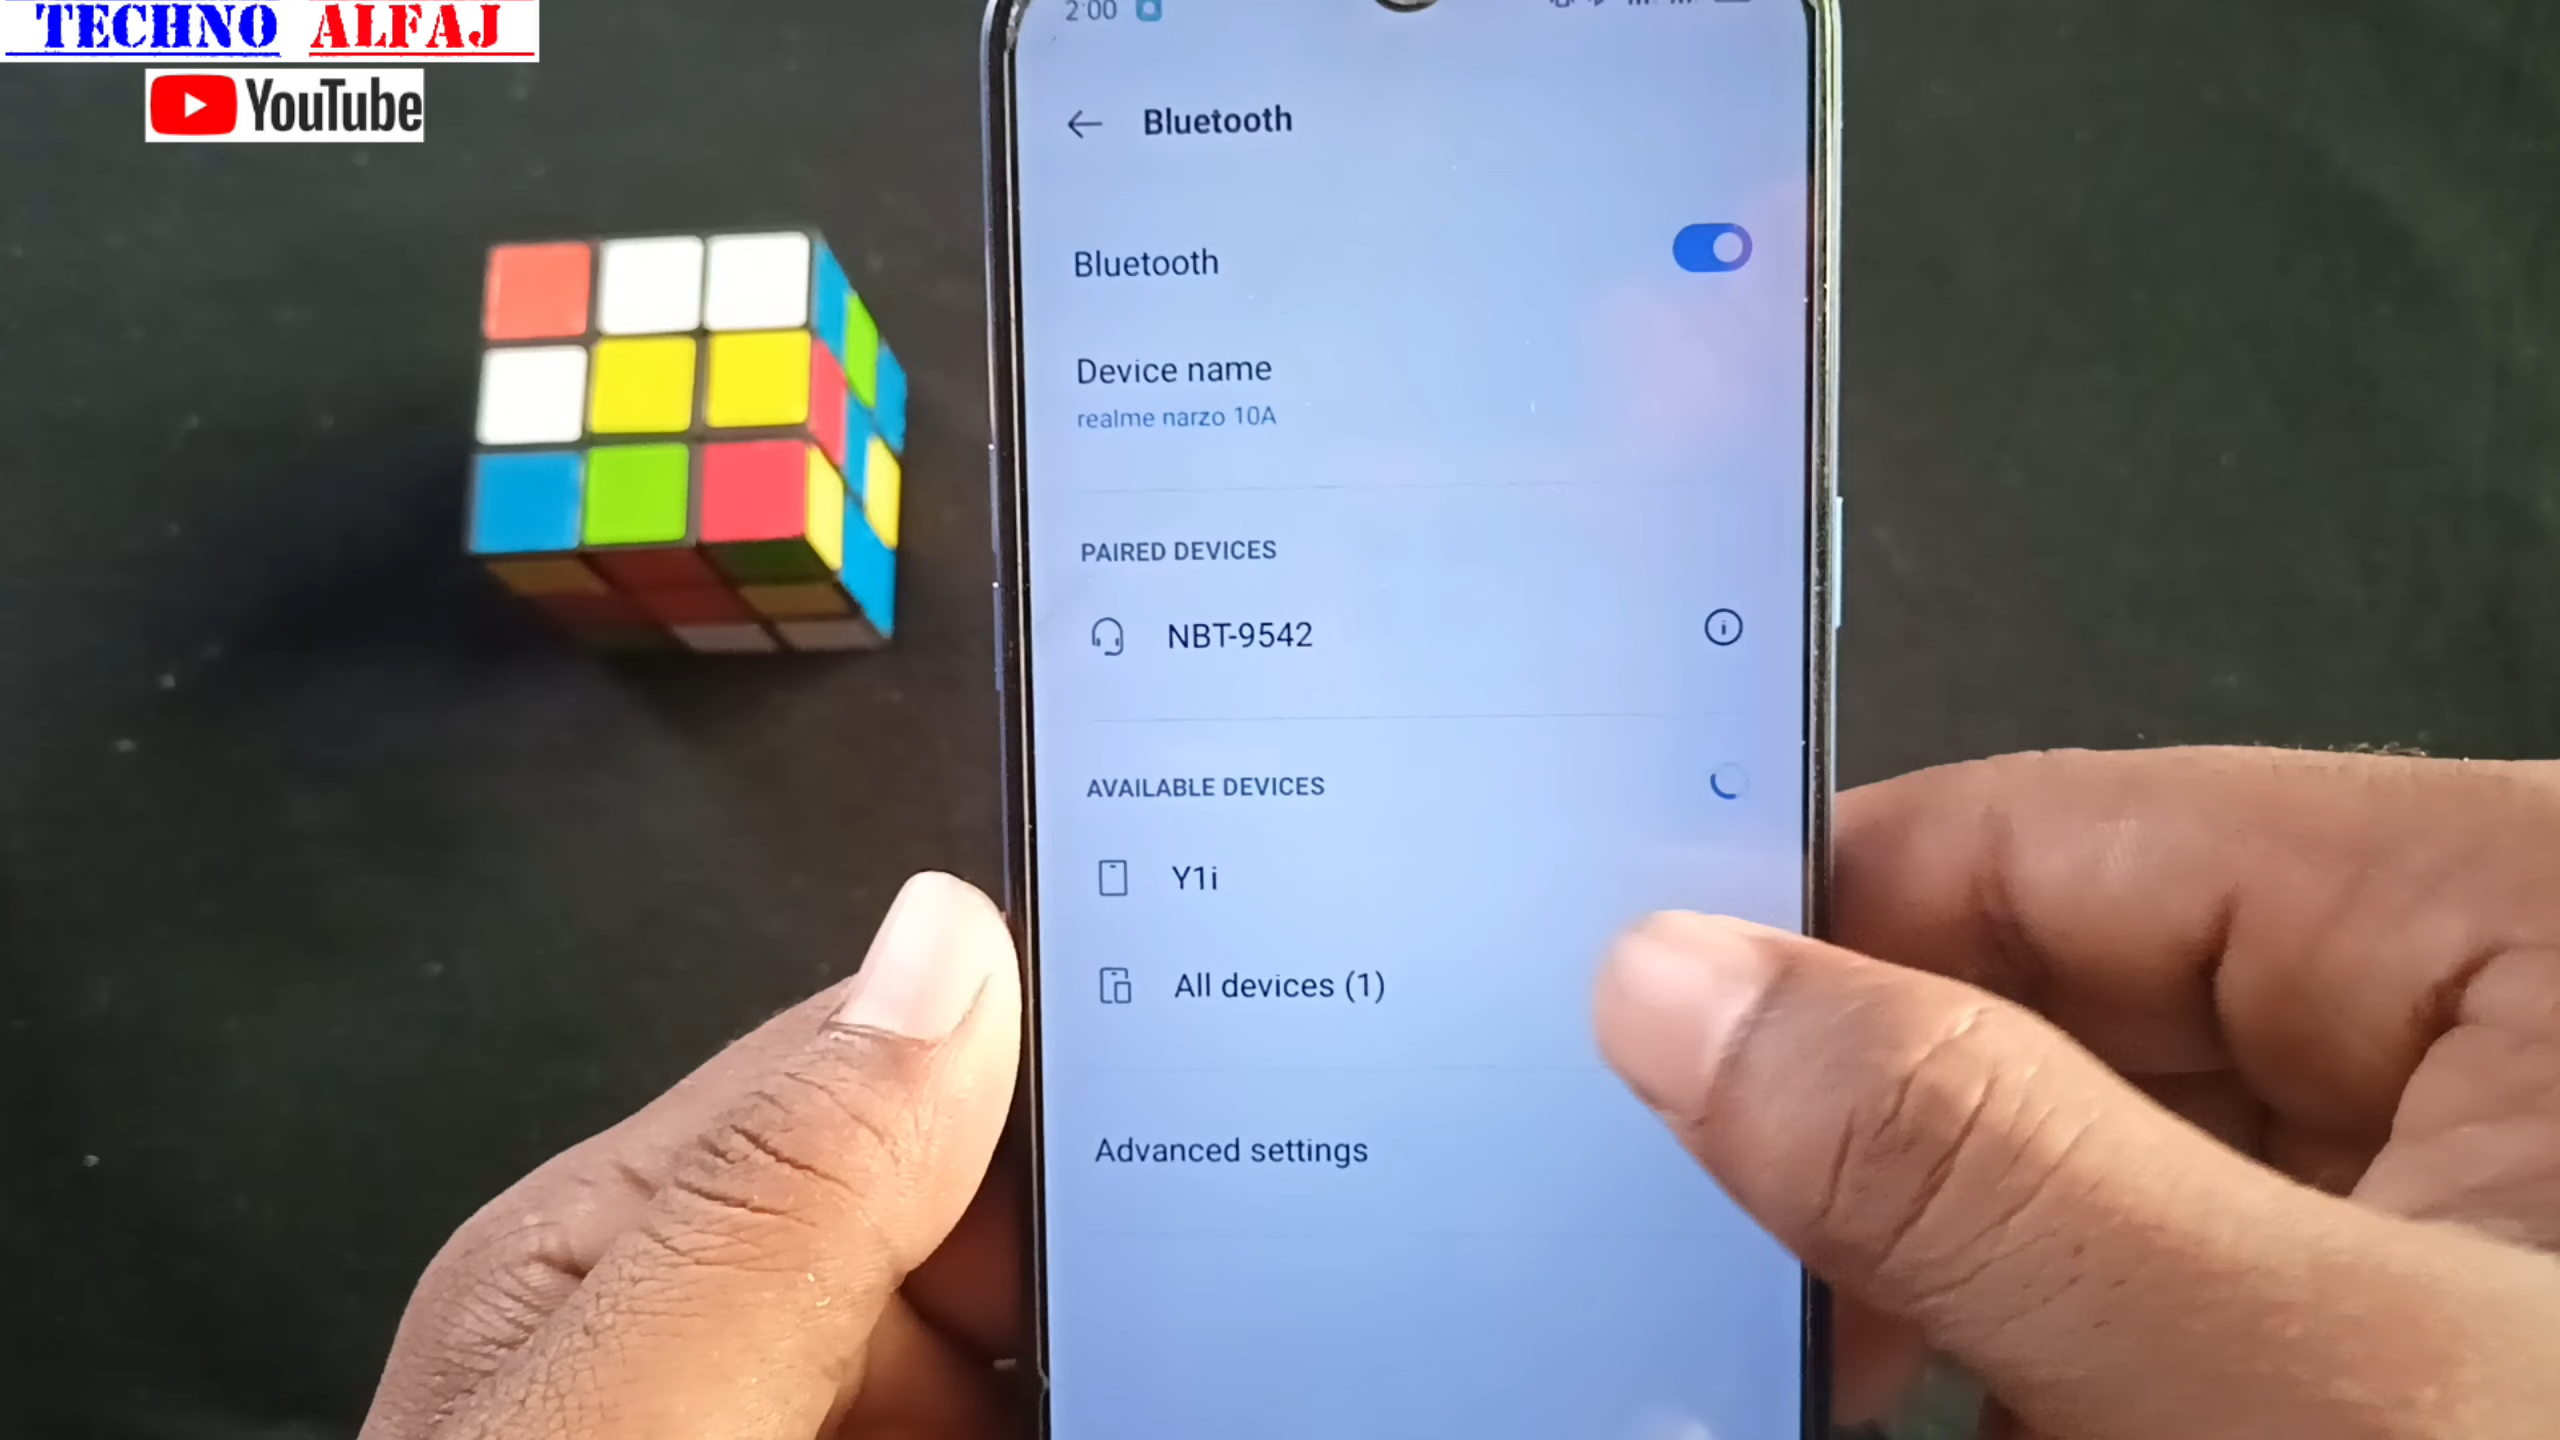 TECHNO ALFAJ
YouTube
2:00
Bluetooth
Bluetooth
Device name
realme narzo 10A
PAIRED DEVICES
NBT-9542
AVAILABLE DEVICES
Y1i
All devices (1)
Advanced settings